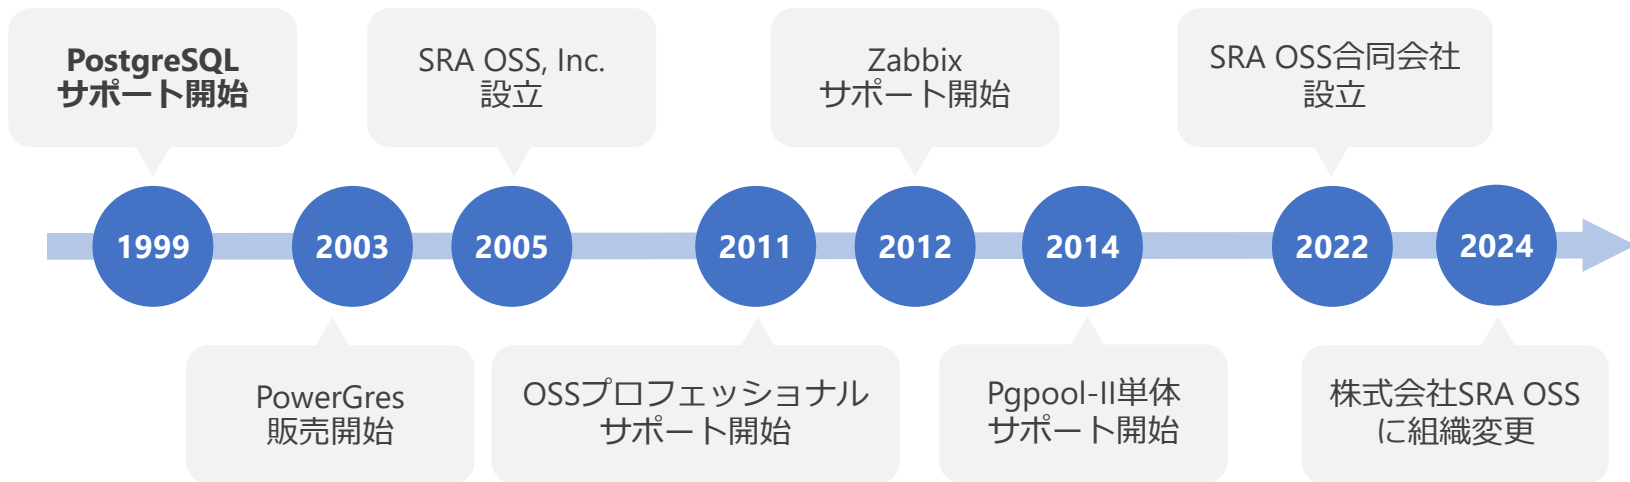 PostgreSQL
サポート開始
SRA OSS, Inc.
設立
Zabbix
サポート開始
SRA OSS合同会社
設立
1999
2003
2005
2011
2012
2014
2022
2024
PowerGres
販売開始
OSSプロフェッショナル
サポート開始
Pgpool-II単体
サポート開始
株式会社SRA OSS
に組織変更